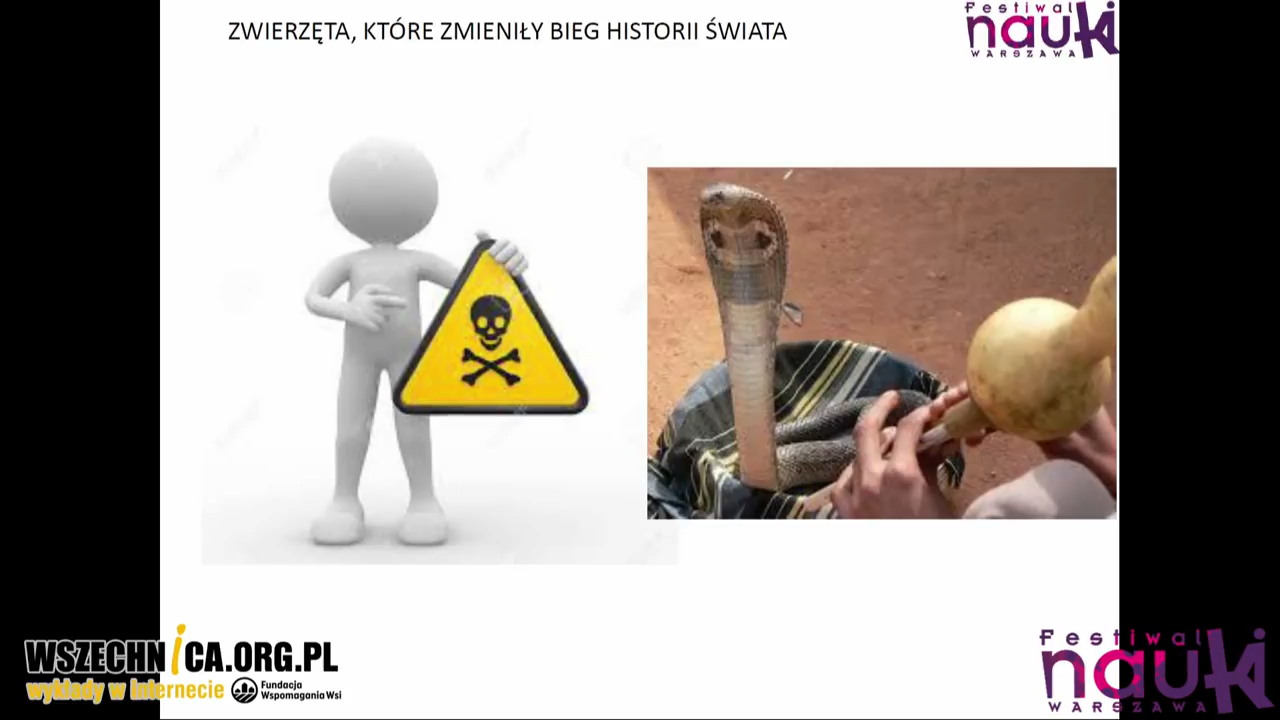 ZWIERZĘTA, KTÓRE ZMIENIŁY BIEG HISTORII ŚWIATA
Festiwal
nauki
WARSZAWA
WSZECHNiCA.ORG.PL
wykłady w internecie
Fundacja
Wspomagania Wsi
Festiwal
nauki
WARSZAWA